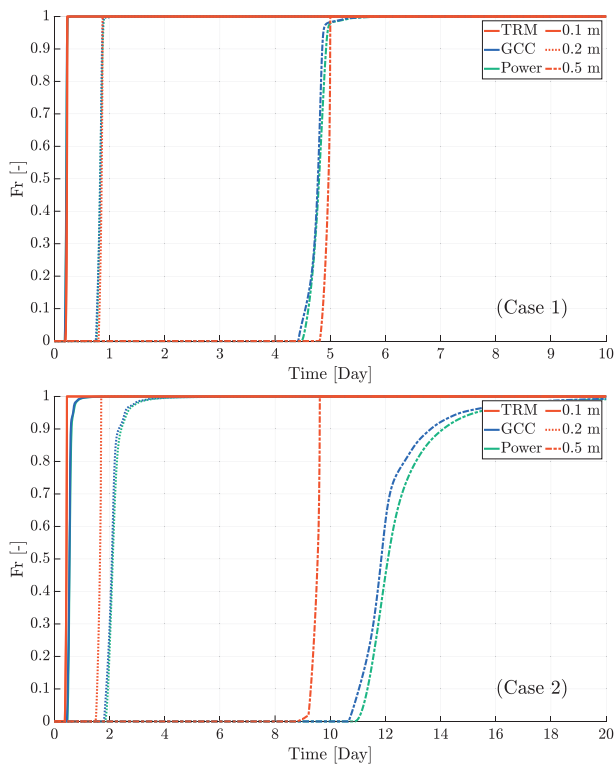 1
0.9
0.8
0.7
0.6
0.5
0.4
0.3
0.2
0.1
0
Fr [-]
TRM 0.1 m
GCC 0.2 m
Power 0.5 m
(Case 1)
0 1 2 3 4 5 6 7 8 9 10
Time [Day]
1
0.9
0.8
0.7
0.6
0.5
0.4
0.3
0.2
0.1
0
Fr [-]
TRM 0.1 m
GCC 0.2 m
Power 0.5 m
(Case 2)
0 2 4 6 8 10 12 14 16 18 20
Time [Day]